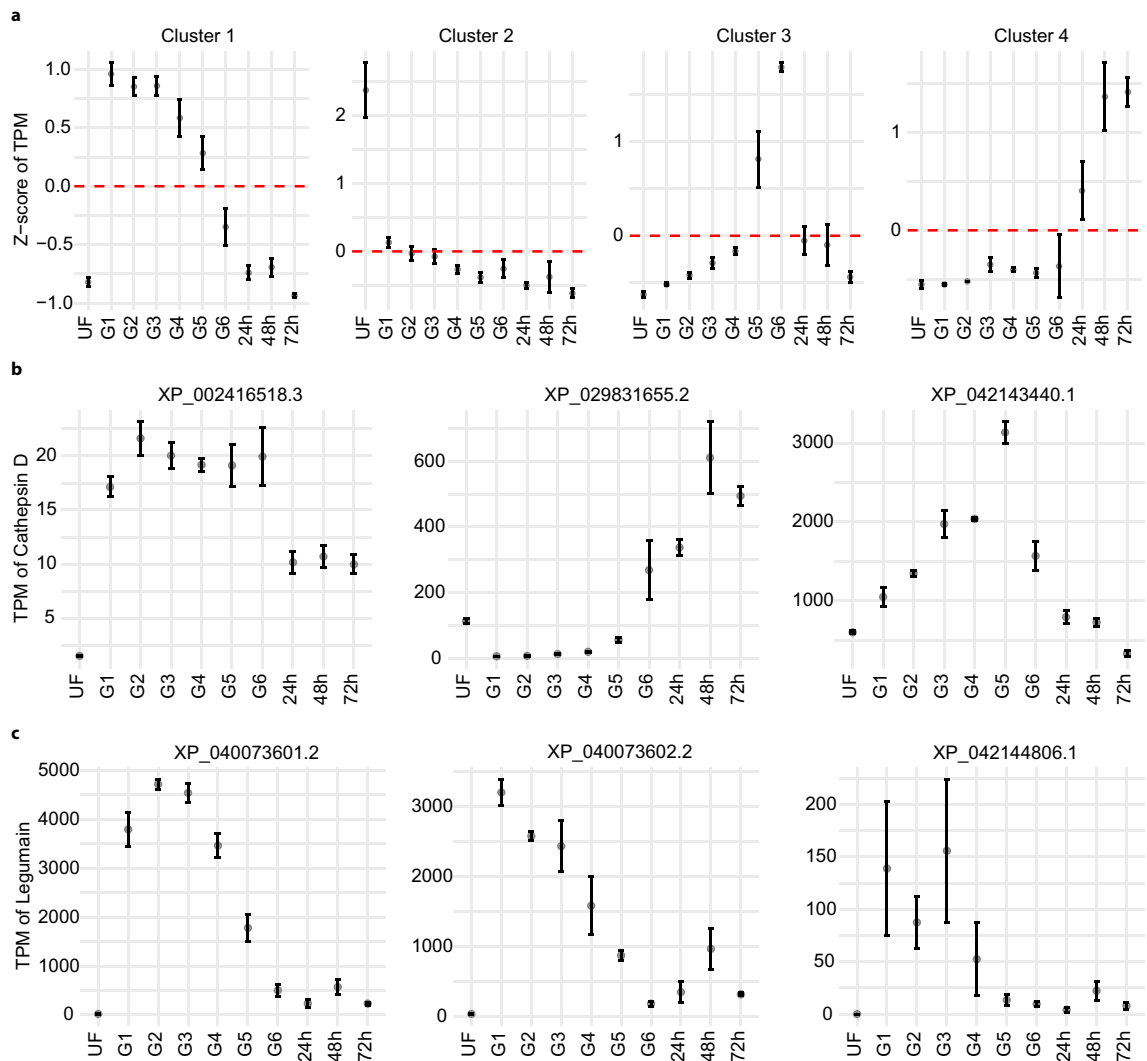 a
Cluster 1 Cluster 2 Cluster 3 Cluster 4
Z−score of TPM
1.0
0.5
0.0
−0.5
−1.0
2
1
0
1
0
1
0
UF G1 G2 G3 G4 G5 G6 24h 48h 72h
UF G1 G2 G3 G4 G5 G6 24h 48h 72h
UF G1 G2 G3 G4 G5 G6 24h 48h 72h
UF G1 G2 G3 G4 G5 G6 24h 48h 72h
b
XP_002416518.3 XP_029831655.2 XP_042143440.1
TPM of Cathepsin D
20
15
10
5
600
400
200
0
3000
2000
1000
UF G1 G2 G3 G4 G5 G6 24h 48h 72h
UF G1 G2 G3 G4 G5 G6 24h 48h 72h
UF G1 G2 G3 G4 G5 G6 24h 48h 72h
c
XP_040073601.2 XP_040073602.2 XP_042144806.1
TPM of Legumain
5000
4000
3000
2000
1000
0
3000
2000
1000
0
200
150
100
50
0
UF G1 G2 G3 G4 G5 G6 24h 48h 72h
UF G1 G2 G3 G4 G5 G6 24h 48h 72h
UF G1 G2 G3 G4 G5 G6 24h 48h 72h